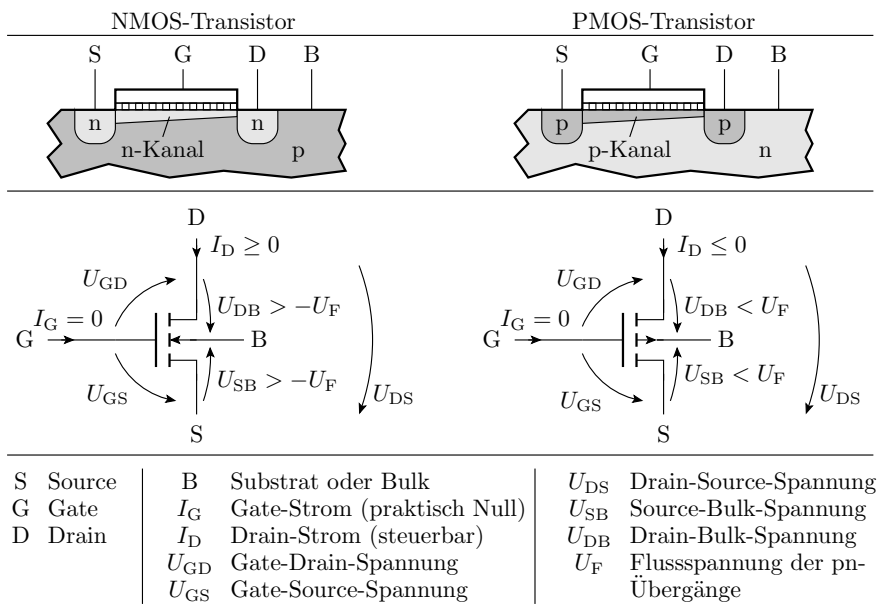 NMOS-Transistor
PMOS-Transistor
S G D B
S G D B
n n
n-Kanal p
p p
p-Kanal n
D
I_D ≥ 0
U_GD
U_DB > −U_F
I_G = 0
G
B
U_SB > −U_F
U_GS
U_DS
S
D
I_D ≤ 0
U_GD
U_DB < U_F
I_G = 0
G
B
U_SB < U_F
U_GS
U_DS
S
S Source
G Gate
D Drain
B Substrat oder Bulk
I_G Gate-Strom (praktisch Null)
I_D Drain-Strom (steuerbar)
U_GD Gate-Drain-Spannung
U_GS Gate-Source-Spannung
U_DS Drain-Source-Spannung
U_SB Source-Bulk-Spannung
U_DB Drain-Bulk-Spannung
U_F Flussspannung der pn-
Übergänge